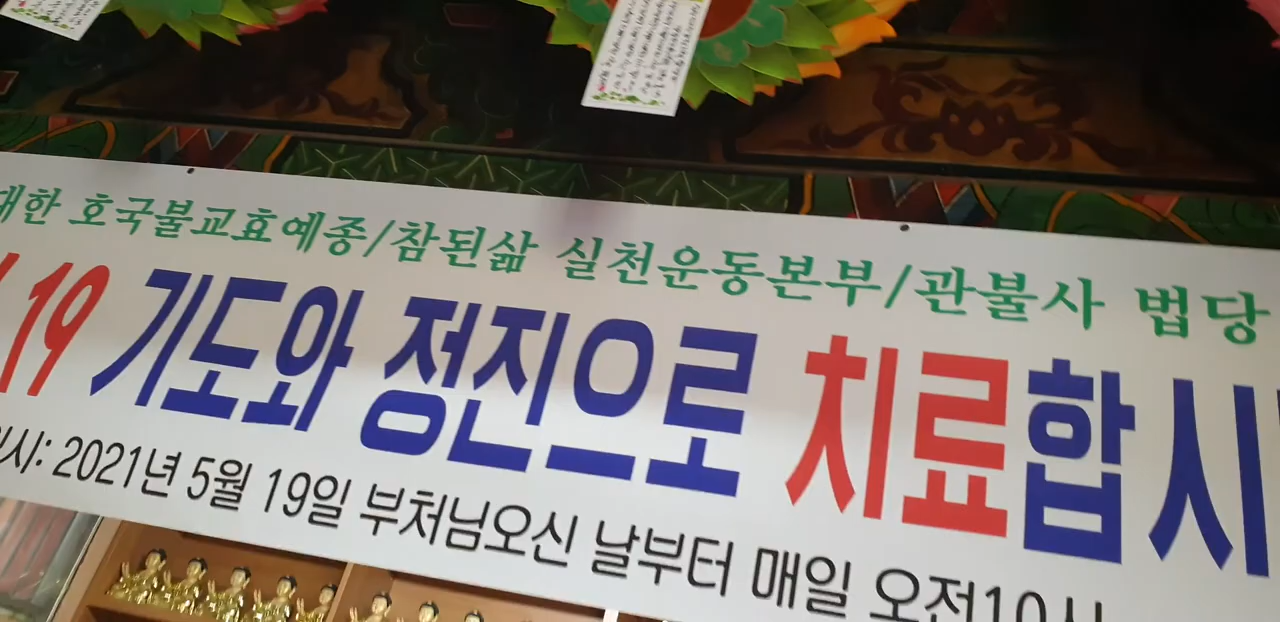 대한 호국불교효예종/참된삶 실천운동본부/관불사 법당
19 기도와 정진으로 치료합시
시: 2021년 5월 19일 부처님오신 날부터 매일 오전10시